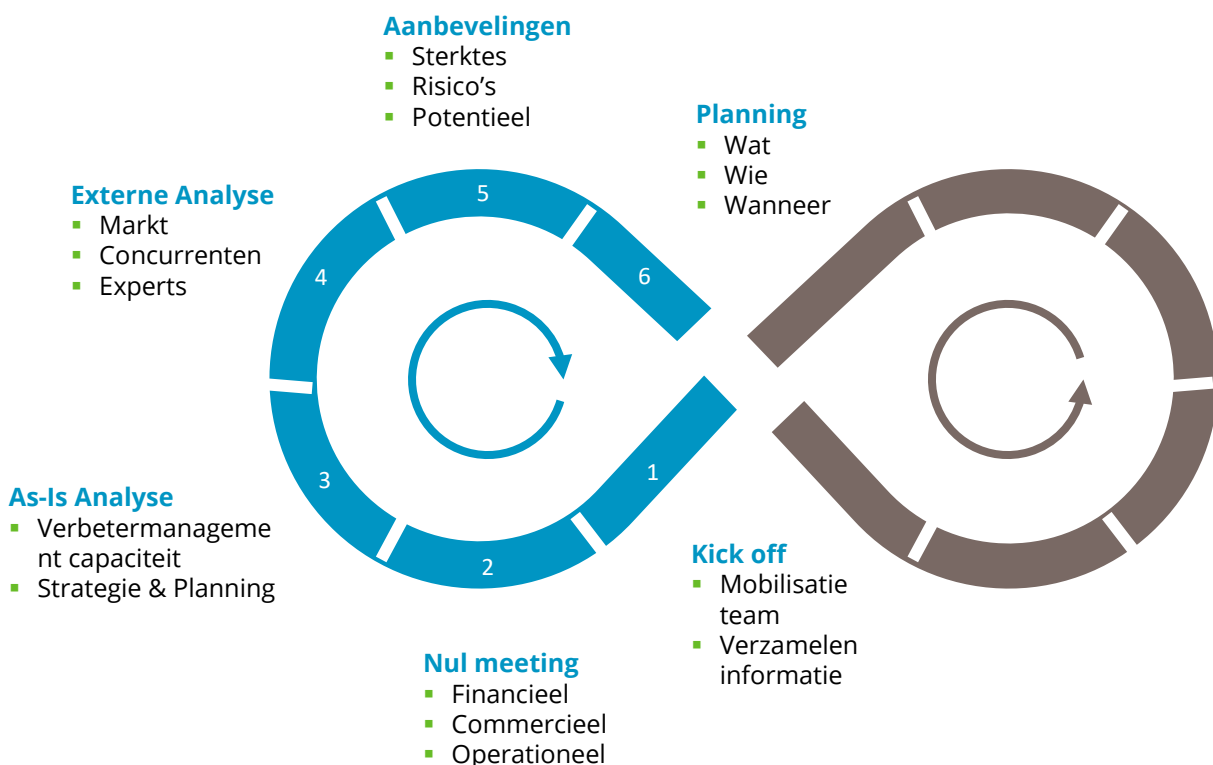 Aanbevelingen
Sterktes
Risico’s
Potentieel
Planning
Wat
Wie
Wanneer
Externe Analyse
Markt
Concurrenten
Experts
5
4
6
3
1
2
As-Is Analyse
Verbetermanageme
nt capaciteit
Strategie & Planning
Kick off
Mobilisatie
team
Verzamelen
informatie
Nul meeting
Financieel
Commercieel
Operationeel